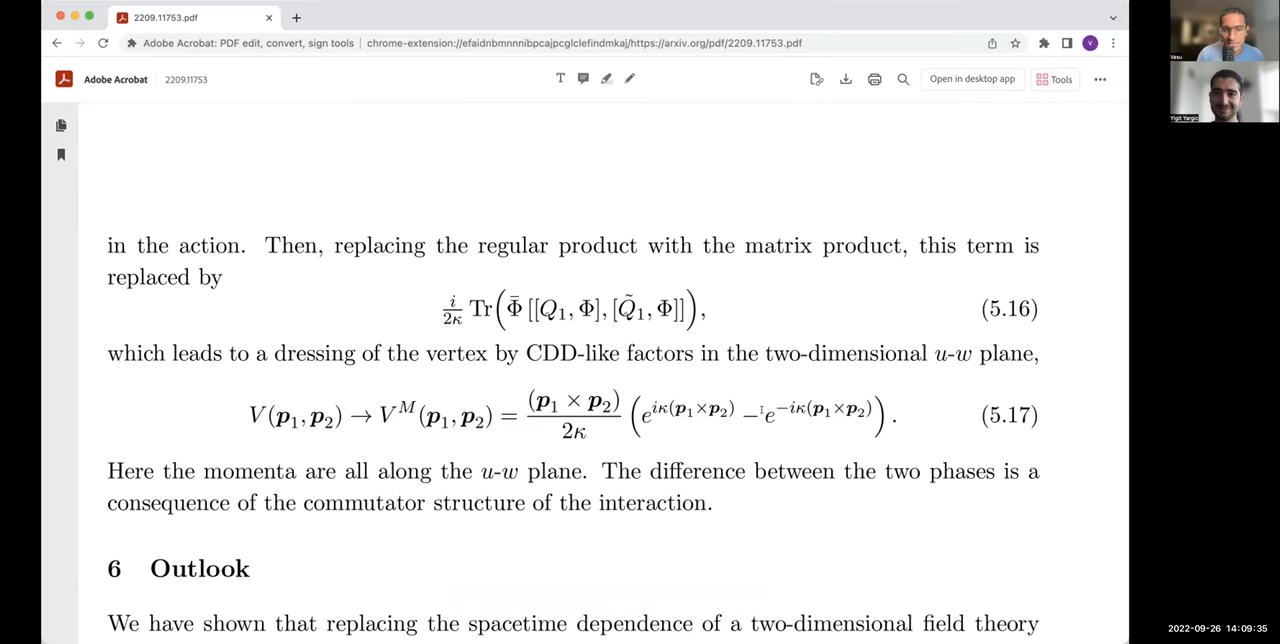 2209.11753.pdf
Adobe Acrobat: PDF edit, convert, sign tools | chrome-extension://efaidnbmnnnibpcajpcglclefindmkaj/https://arxiv.org/pdf/2209.11753.pdf
V
Adobe Acrobat 2209.11753
T
Open in desktop app
Tools
in the action. Then, replacing the regular product with the matrix product, this term is
replaced by
i/2κ Tr(Φ̄ [[Q₁, Φ], [Q̃₁, Φ]]), (5.16)
which leads to a dressing of the vertex by CDD-like factors in the two-dimensional u-w plane,
V(p₁, p₂) → V^M(p₁, p₂) = (p₁ × p₂)/2κ (e^{iκ(p₁×p₂)} − e^{−iκ(p₁×p₂)}). (5.17)
Here the momenta are all along the u-w plane. The difference between the two phases is a
consequence of the commutator structure of the interaction.
6 Outlook
We have shown that replacing the spacetime dependence of a two-dimensional field theory
Vasu
Yigit Yargic
2022-09-26 14:09:35